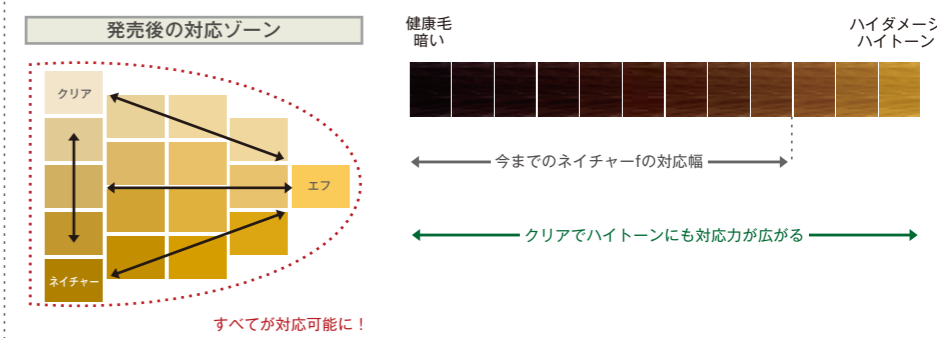 発売後の対応ゾーン
クリア
エフ
ネイチャー
すべてが対応可能に！
健康毛
暗い
ハイダメージ
ハイトーン
今までのネイチャーfの対応幅
クリアでハイトーンにも対応力が広がる